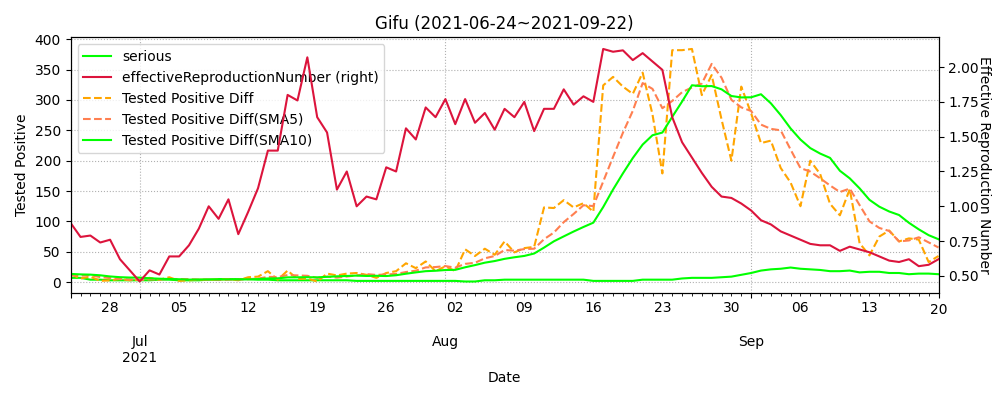 Gifu (2021-06-24~2021-09-22)
serious
effectiveReproductionNumber (right)
Tested Positive Diff
Tested Positive Diff(SMA5)
Tested Positive Diff(SMA10)
Tested Positive
400
350
300
250
200
150
100
50
0
2.00
1.75
1.50
1.25
1.00
0.75
0.50
Effective Reproduction Number
28 05 12 19 26 02 09 16 23 30 06 13 20
Jul Aug Sep
2021
Date